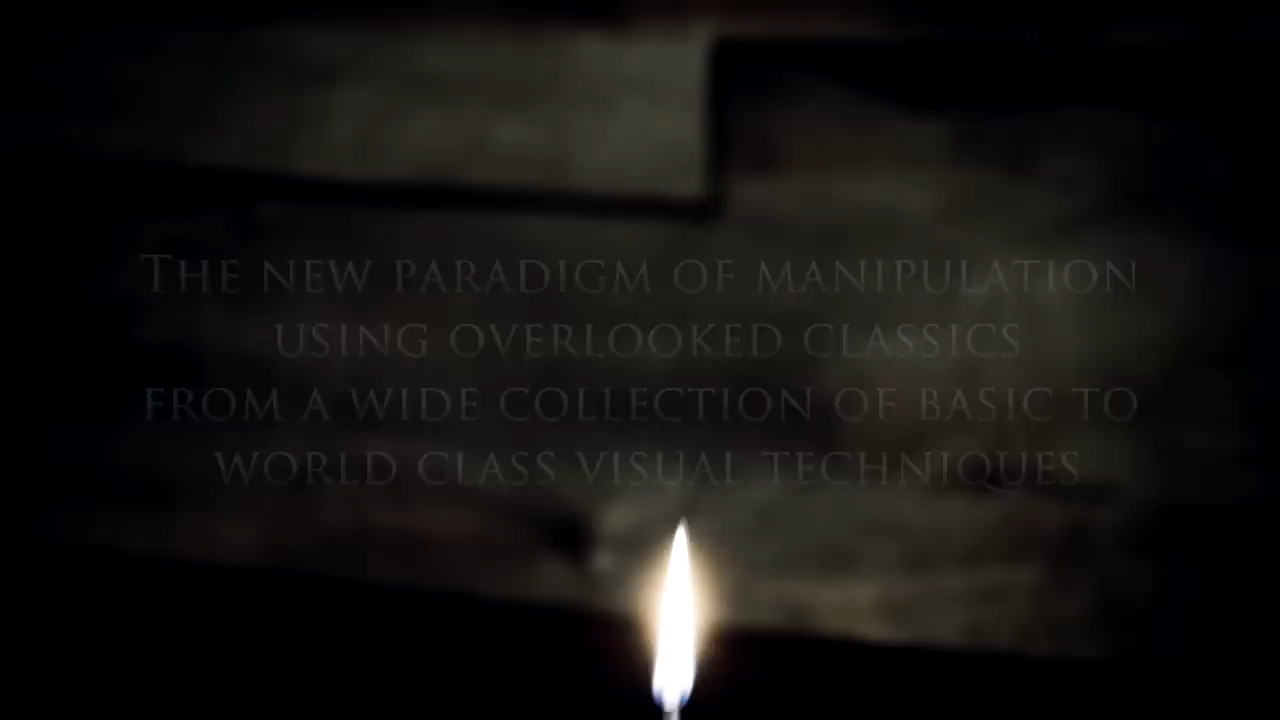 The new paradigm of manipulation
using overlooked classics
from a wide collection of basic to
world class visual techniques